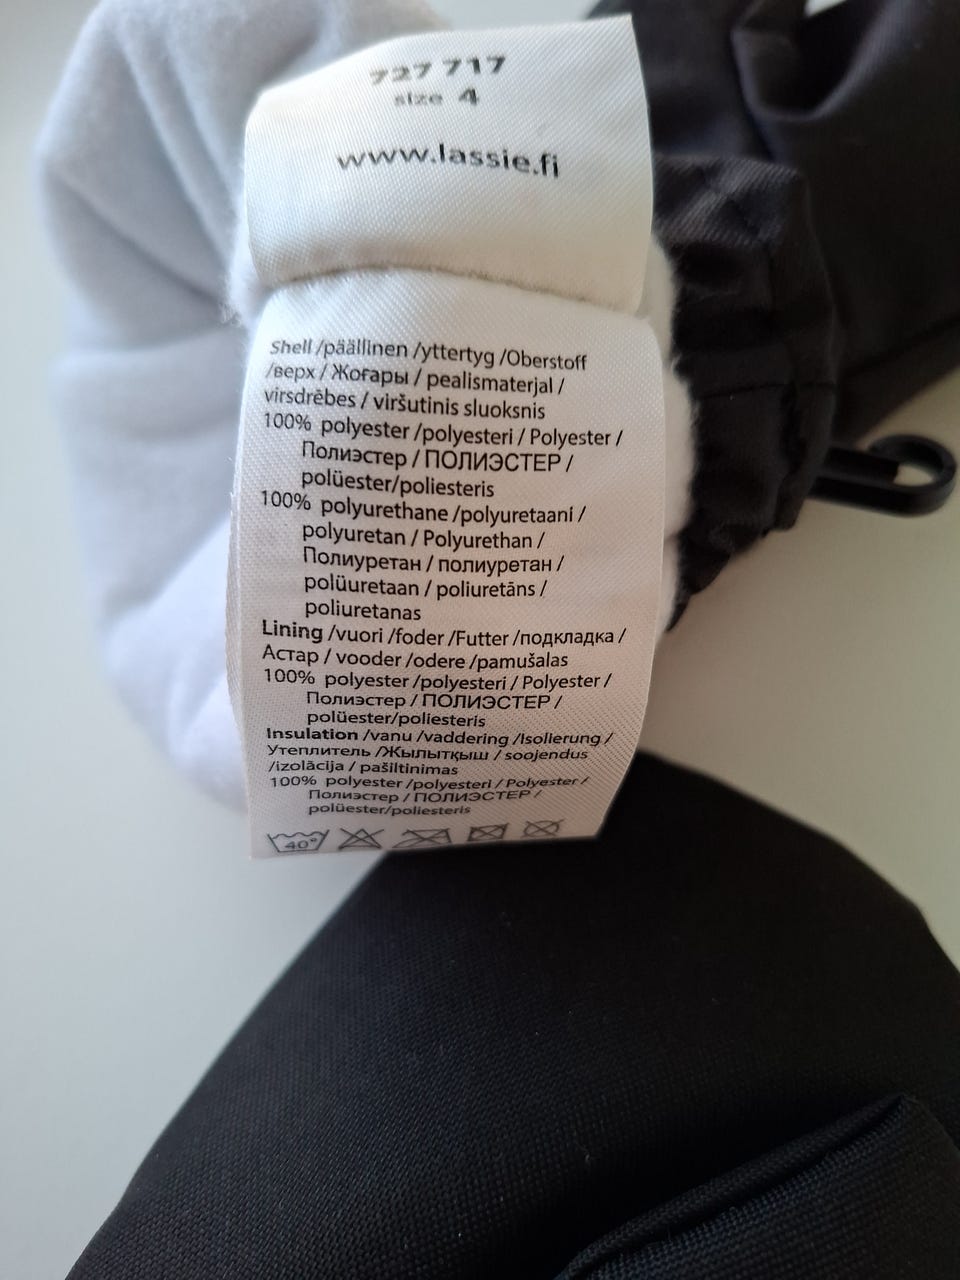 727 717
size 4
www.lassie.fi
Shell /päällinen /yttertyg /Oberstoff
/верх / Жоғары / pealismaterjal /
virsdrēbes / viršutinis sluoksnis
100% polyester /polyesteri / Polyester /
Полиэстер / ПОЛИЭСТЕР /
polüester/poliesteris
100% polyurethane /polyuretaani /
polyuretan / Polyurethan /
Полиуретан / полиуретан /
polüuretaan / poliuretāns /
poliuretanas
Lining /vuori /foder /Futter /подкладка /
Астар / vooder /odere /pamušalas
100% polyester /polyesteri / Polyester /
Полиэстер / ПОЛИЭСТЕР /
polüester/poliesteris
Insulation /vanu /vaddering /Isolierung /
Утеплитель /Жылытқыш / soojendus
/izolācija / pašiltinimas
100% polyester /polyesteri / Polyester /
Полиэстер / ПОЛИЭСТЕР /
polüester/poliesteris
40°